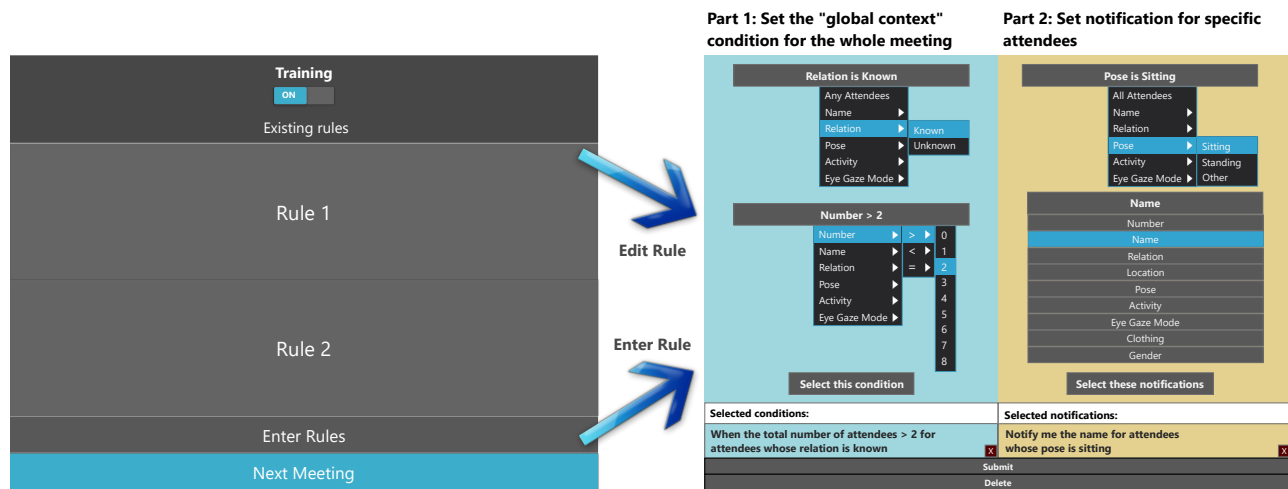 Training
ON
Existing rules
Rule 1
Rule 2
Enter Rules
Next Meeting
Edit Rule
Enter Rule
Part 1: Set the "global context"
condition for the whole meeting
Relation is Known
Any Attendees
Name
Relation
Known
Pose
Unknown
Activity
Eye Gaze Mode
Number > 2
Number > 0
Name < 1
Relation = 2
Pose 3
Activity 4
Eye Gaze Mode 5
6
7
8
Select this condition
Selected conditions:
When the total number of attendees > 2 for
attendees whose relation is known
X
Part 2: Set notification for specific
attendees
Pose is Sitting
All Attendees
Name
Relation
Pose
Sitting
Activity
Standing
Eye Gaze Mode
Other
Name
Number
Name
Relation
Location
Pose
Activity
Eye Gaze Mode
Clothing
Gender
Select these notifications
Selected notifications:
Notify me the name for attendees
whose pose is sitting
X
Submit
Delete